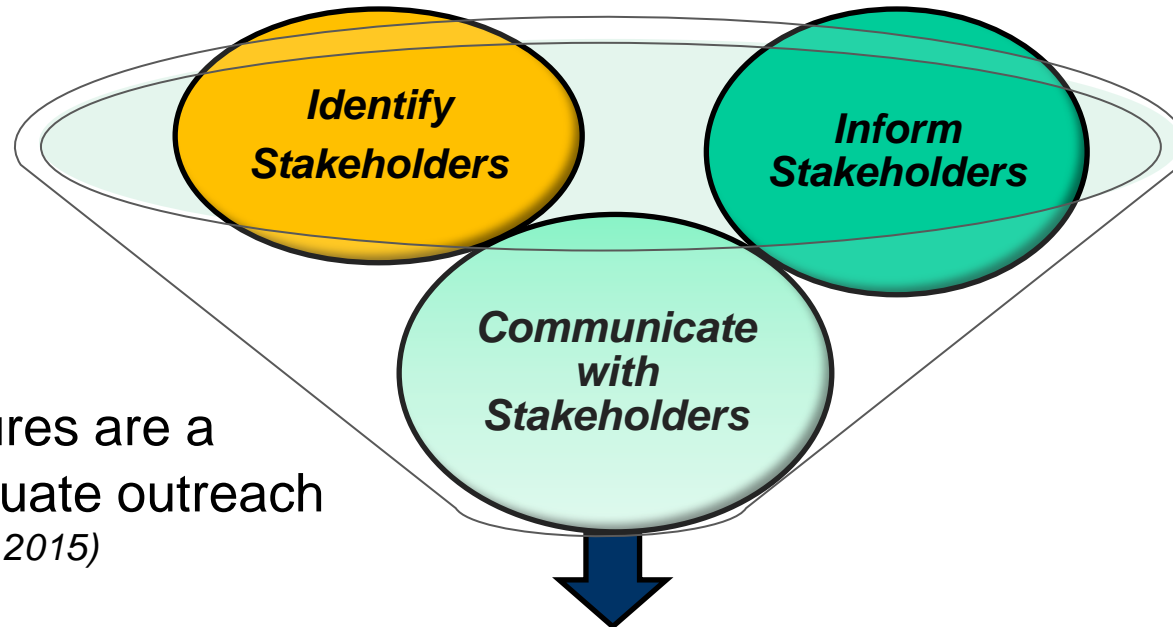 Identify
Stakeholders
Inform
Stakeholders
Communicate
with
Stakeholders
ures are a
uate outreach
2015)